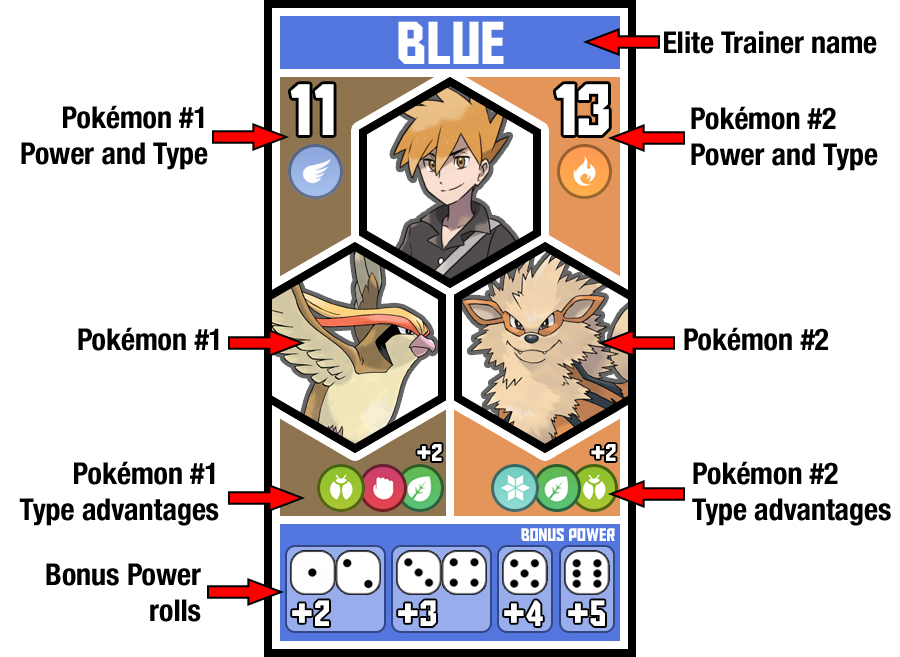 BLUE
Elite Trainer name
11
13
Pokémon #1
Power and Type
Pokémon #2
Power and Type
Pokémon #1
Pokémon #2
+2
+2
Pokémon #1
Type advantages
Pokémon #2
Type advantages
BONUS POWER
Bonus Power
rolls
+2
+3
+4
+5